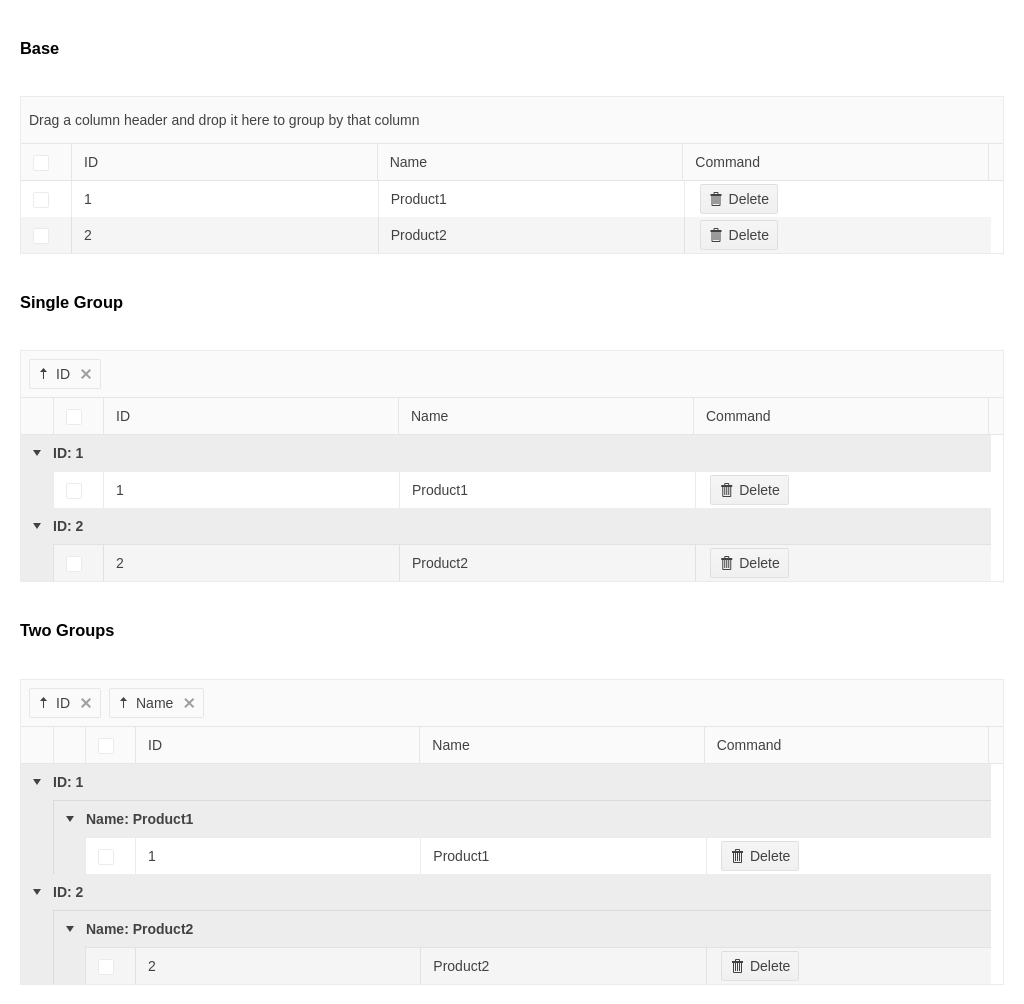 Base
Drag a column header and drop it here to group by that column
ID Name Command
1 Product1 Delete
2 Product2 Delete
Single Group
ID
ID Name Command
ID: 1
1 Product1 Delete
ID: 2
2 Product2 Delete
Two Groups
ID Name
ID Name Command
ID: 1
Name: Product1
1 Product1 Delete
ID: 2
Name: Product2
2 Product2 Delete